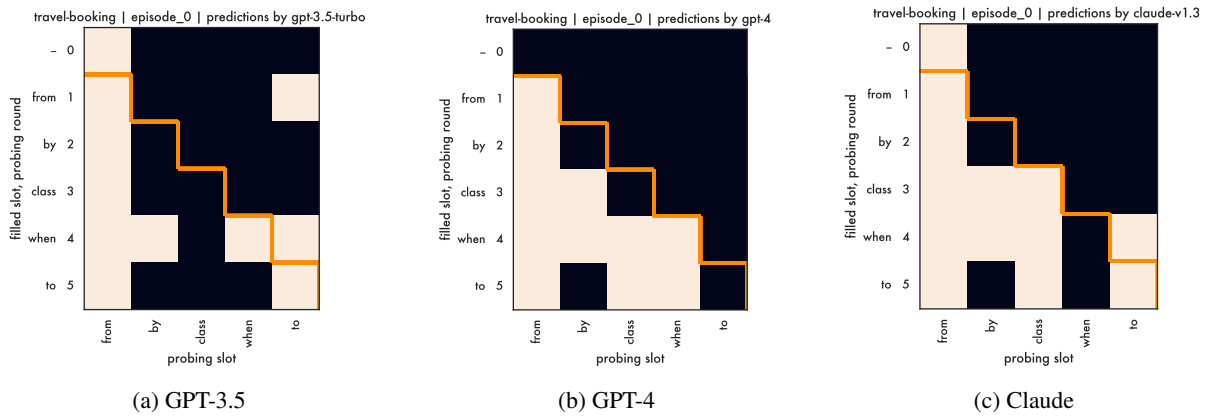 travel-booking | episode_0 | predictions by gpt-3.5-turbo
filled slot, probing round
– 0
from 1
by 2
class 3
when 4
to 5
from
by
class
when
to
probing slot
(a) GPT-3.5
travel-booking | episode_0 | predictions by gpt-4
filled slot, probing round
– 0
from 1
by 2
class 3
when 4
to 5
from
by
class
when
to
probing slot
(b) GPT-4
travel-booking | episode_0 | predictions by claude-v1.3
filled slot, probing round
– 0
from 1
by 2
class 3
when 4
to 5
from
by
class
when
to
probing slot
(c) Claude